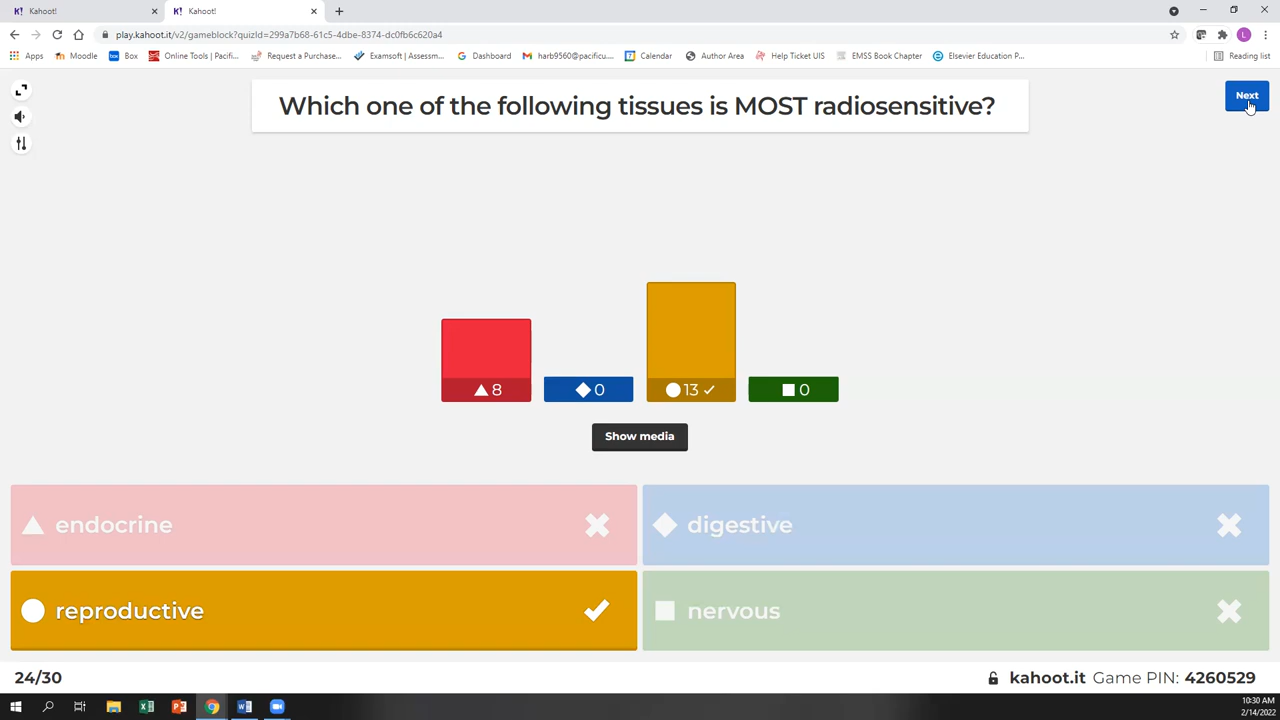 Kahoot!
Kahoot!
play.kahoot.it/v2/gameblock?quizId=299a7b68-61c5-4dbe-8374-dc0fb6c620a4
Apps Moodle Box Online Tools | Pacifi... Request a Purchase... Examsoft | Assessm... Dashboard harb9560@pacificu... Calendar Author Area Help Ticket UIS EMSS Book Chapter Elsevier Education P... Reading list
Which one of the following tissues is MOST radiosensitive?
Next
8 0 13 0
Show media
endocrine
digestive
reproductive
nervous
24/30
kahoot.it Game PIN: 4260529
10:30 AM
2/14/2022